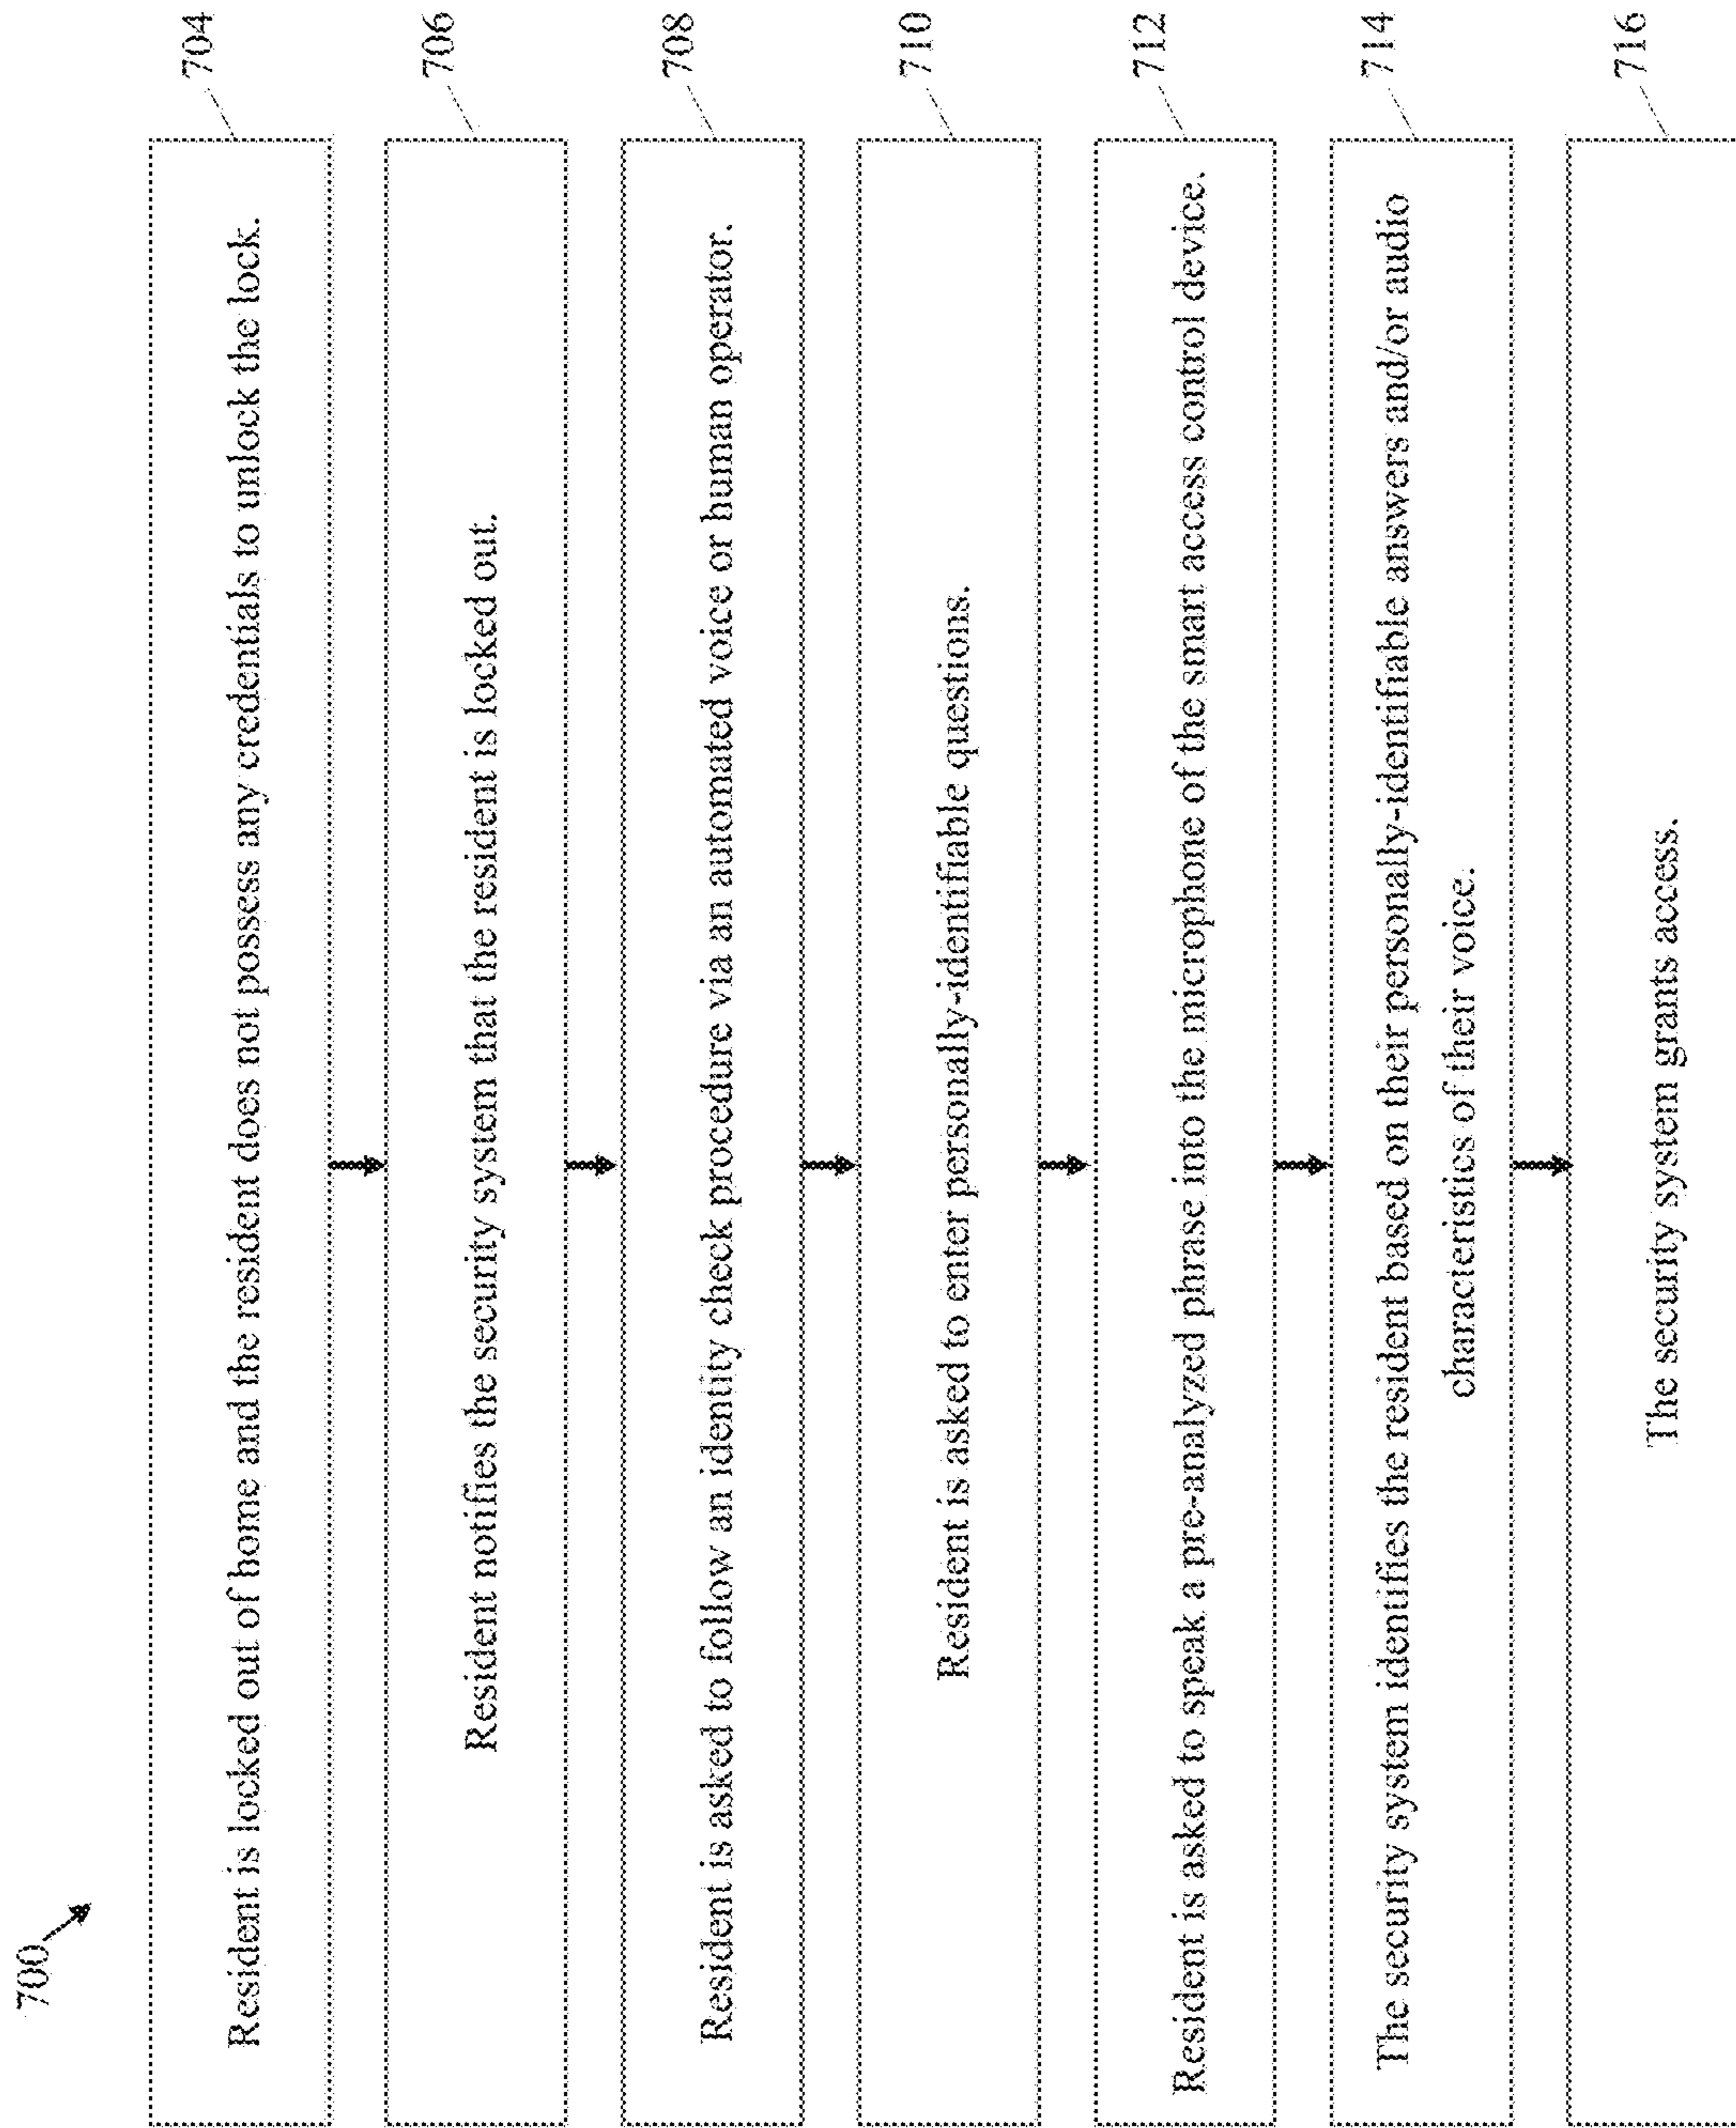 700
Resident is locked out of home and the resident does not possess any credentials to unlock the lock.
704
Resident notifies the security system that the resident is locked out.
706
Resident is asked to follow an identity check procedure via an automated voice or human operator.
708
Resident is asked to enter personally-identifiable questions.
710
Resident is asked to speak a pre-analyzed phrase into the microphone of the smart access control device.
712
The security system identifies the resident based on their personally-identifiable answers and/or audio
characteristics of their voice.
714
The security system grants access.
716